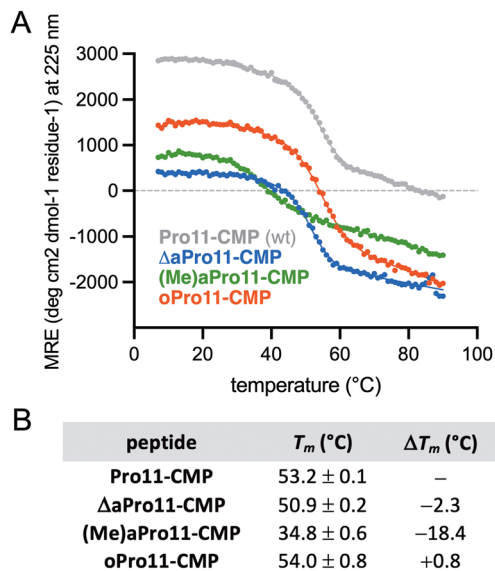 A
MRE (deg cm2 dmol-1 residue-1) at 225 nm
3000
2000
1000
0
-1000
-2000
Pro11-CMP (wt)
ΔaPro11-CMP
(Me)aPro11-CMP
oPro11-CMP
0 20 40 60 80 100
temperature (°C)
B
peptide Tm (°C) ΔTm (°C)
Pro11-CMP 53.2 ± 0.1 –
ΔaPro11-CMP 50.9 ± 0.2 −2.3
(Me)aPro11-CMP 34.8 ± 0.6 −18.4
oPro11-CMP 54.0 ± 0.8 +0.8